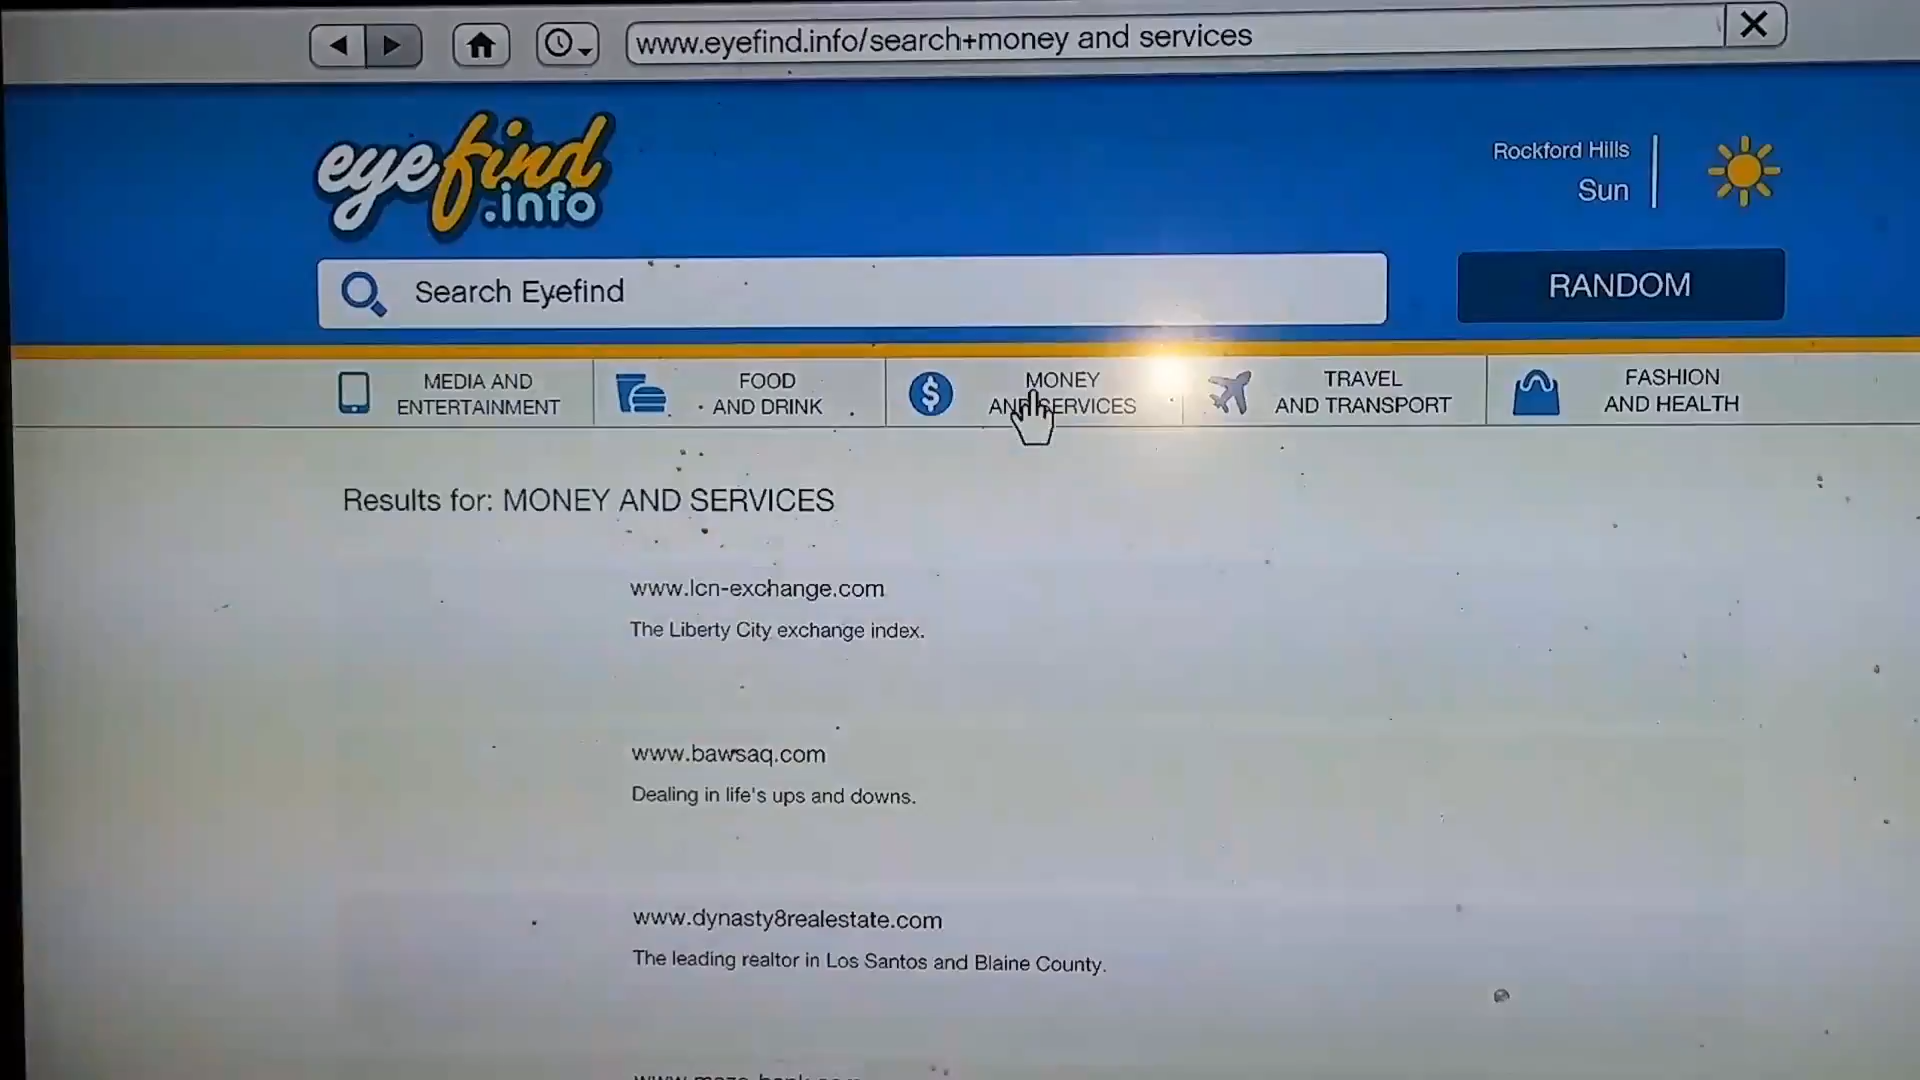 www.eyefind.info/search+money and services
eyefind
.info
Rockford Hills
Sun
Search Eyefind
RANDOM
MEDIA AND
ENTERTAINMENT
FOOD
AND DRINK
MONEY
AND SERVICES
TRAVEL
AND TRANSPORT
FASHION
AND HEALTH
Results for: MONEY AND SERVICES
www.lcn-exchange.com
The Liberty City exchange index.
www.bawsaq.com
Dealing in life's ups and downs.
www.dynasty8realestate.com
The leading realtor in Los Santos and Blaine County.